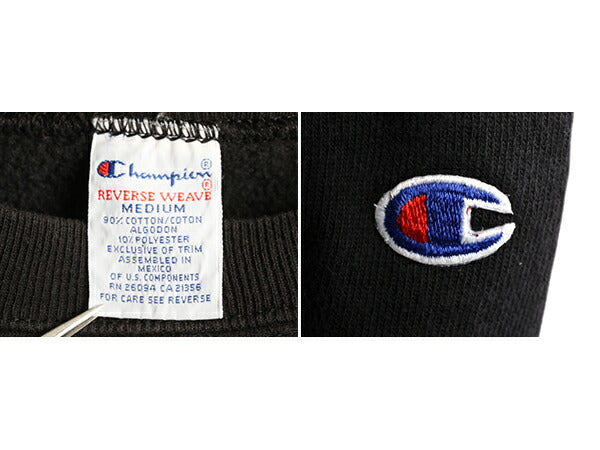 Champion®
REVERSE WEAVE®
MEDIUM
90% COTTON/COTON
ALGODON
10% POLYESTER
EXCLUSIVE OF TRIM
ASSEMBLED IN
MEXICO
OF U.S. COMPONENTS
RN 26094 CA 21356
FOR CARE SEE REVERSE